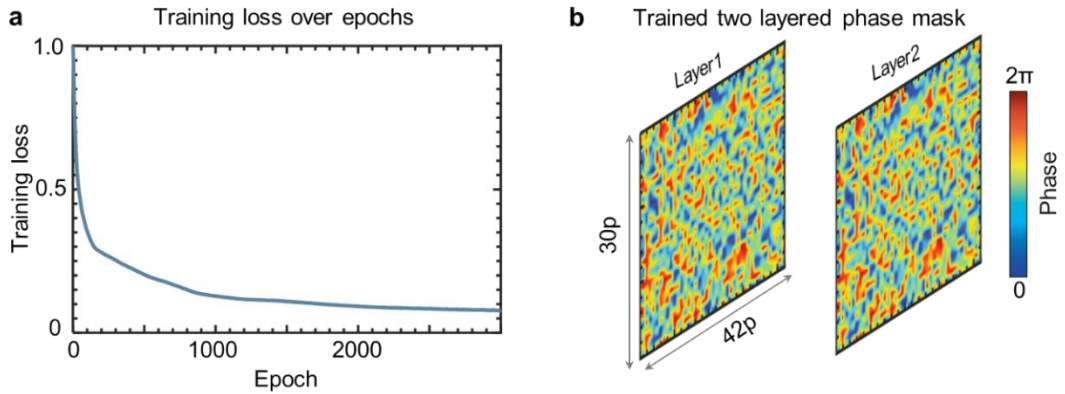 a
Training loss over epochs
1.0
0.5
0
Training loss
0
1000
2000
Epoch
b
Trained two layered phase mask
Layer1
Layer2
30p
42p
2π
0
Phase